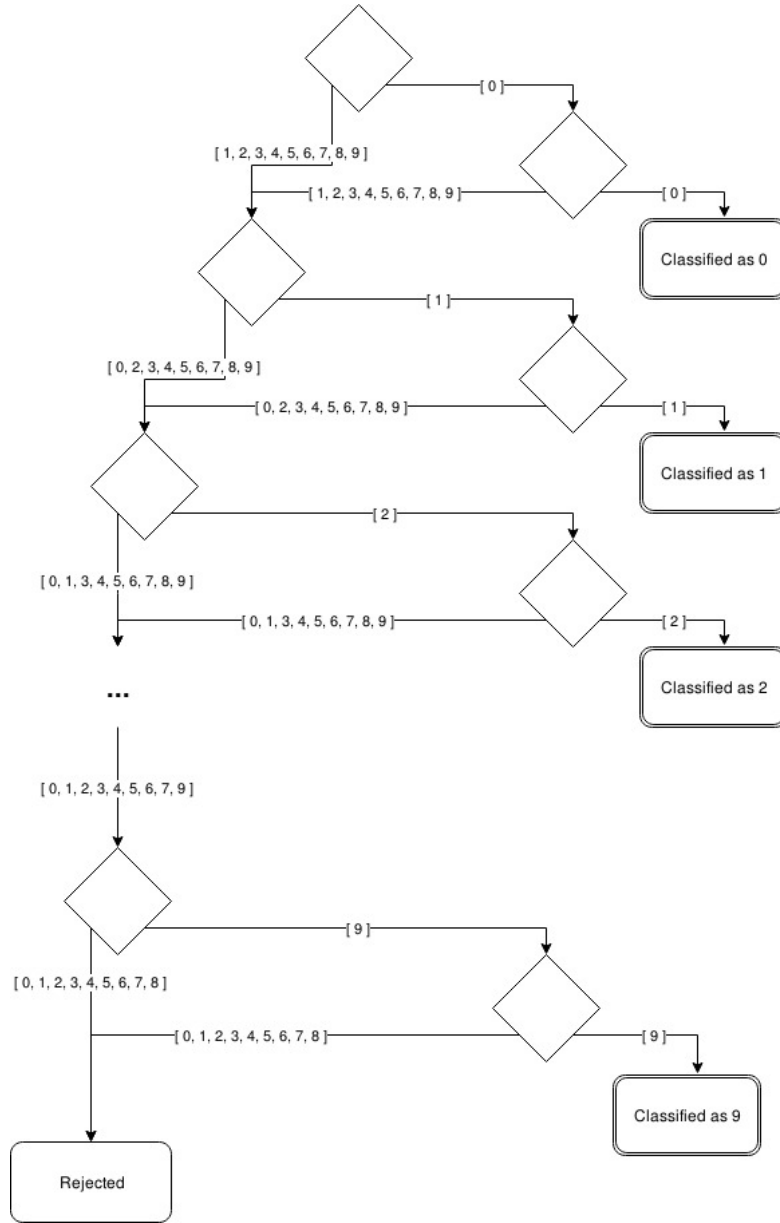 [ 0 ]
[ 1, 2, 3, 4, 5, 6, 7, 8, 9 ]
[ 1, 2, 3, 4, 5, 6, 7, 8, 9 ]
[ 0 ]
Classified as 0
[ 1 ]
[ 0, 2, 3, 4, 5, 6, 7, 8, 9 ]
[ 0, 2, 3, 4, 5, 6, 7, 8, 9 ]
[ 1 ]
Classified as 1
[ 2 ]
[ 0, 1, 3, 4, 5, 6, 7, 8, 9 ]
[ 0, 1, 3, 4, 5, 6, 7, 8, 9 ]
[ 2 ]
Classified as 2
...
[ 0, 1, 2, 3, 4, 5, 6, 7, 9 ]
[ 9 ]
[ 0, 1, 2, 3, 4, 5, 6, 7, 8 ]
[ 0, 1, 2, 3, 4, 5, 6, 7, 8 ]
[ 9 ]
Classified as 9
Rejected